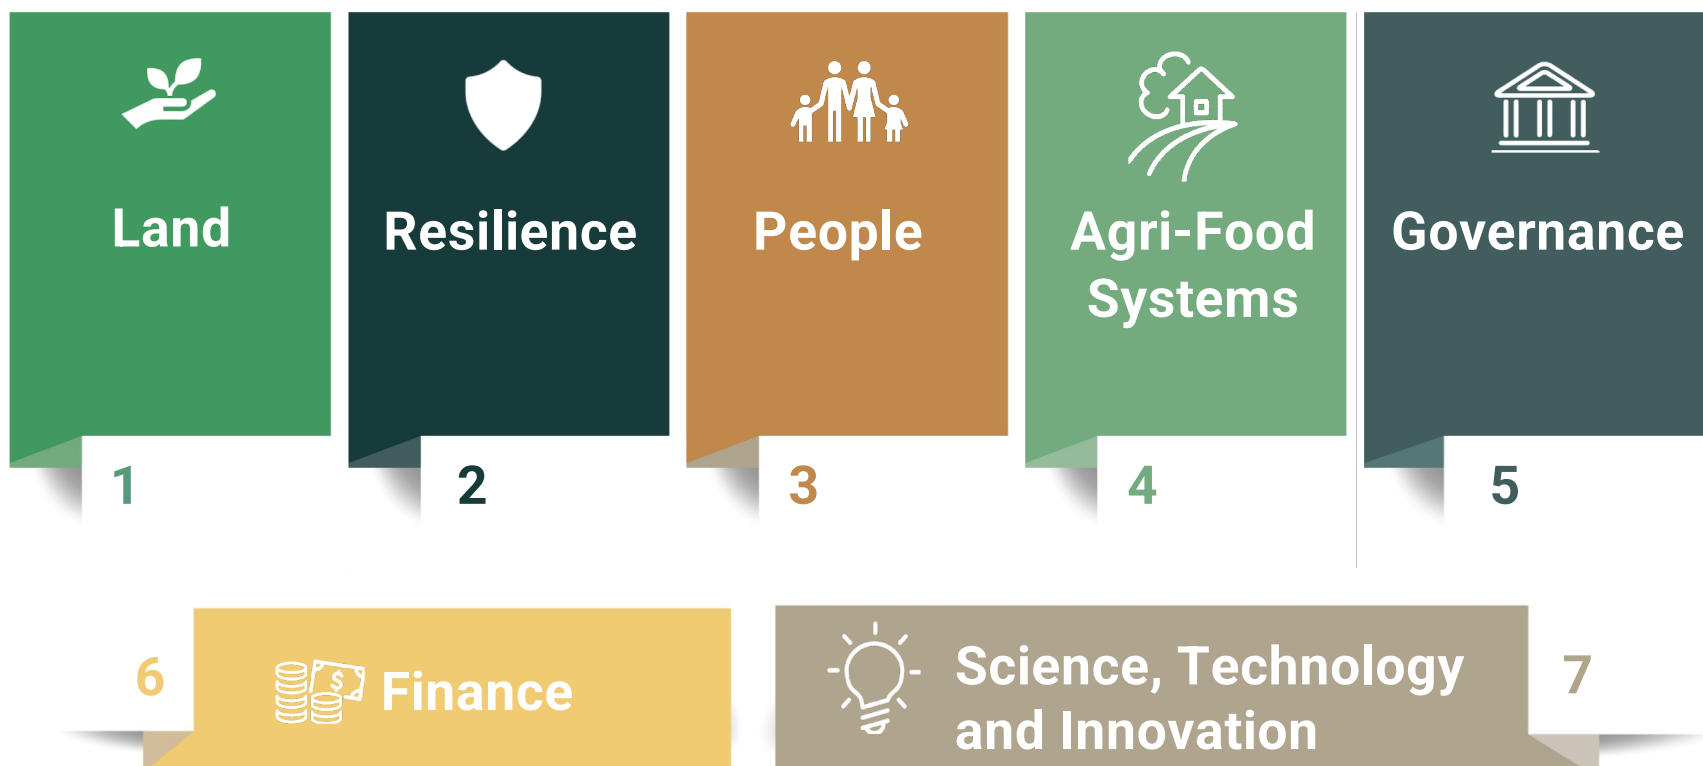 Land
Resilience
People
Agri-Food
Systems
Governance
1
2
3
4
5
6
Finance
Science, Technology
and Innovation
7